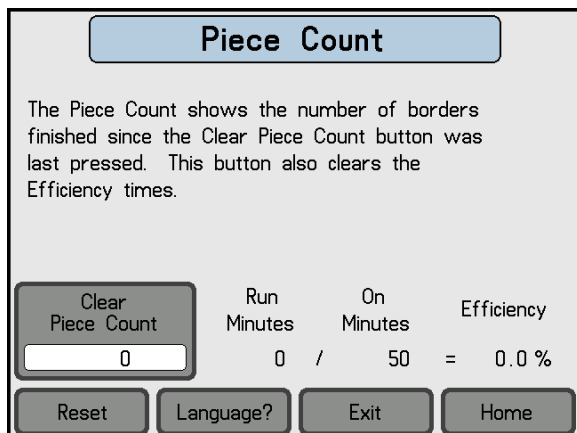 Piece Count
The Piece Count shows the number of borders
finished since the Clear Piece Count button was
last pressed. This button also clears the
Efficiency times.
Clear
Piece Count
0
Run
Minutes
On
Minutes
Efficiency
0 / 50 = 0.0 %
Reset
Language?
Exit
Home